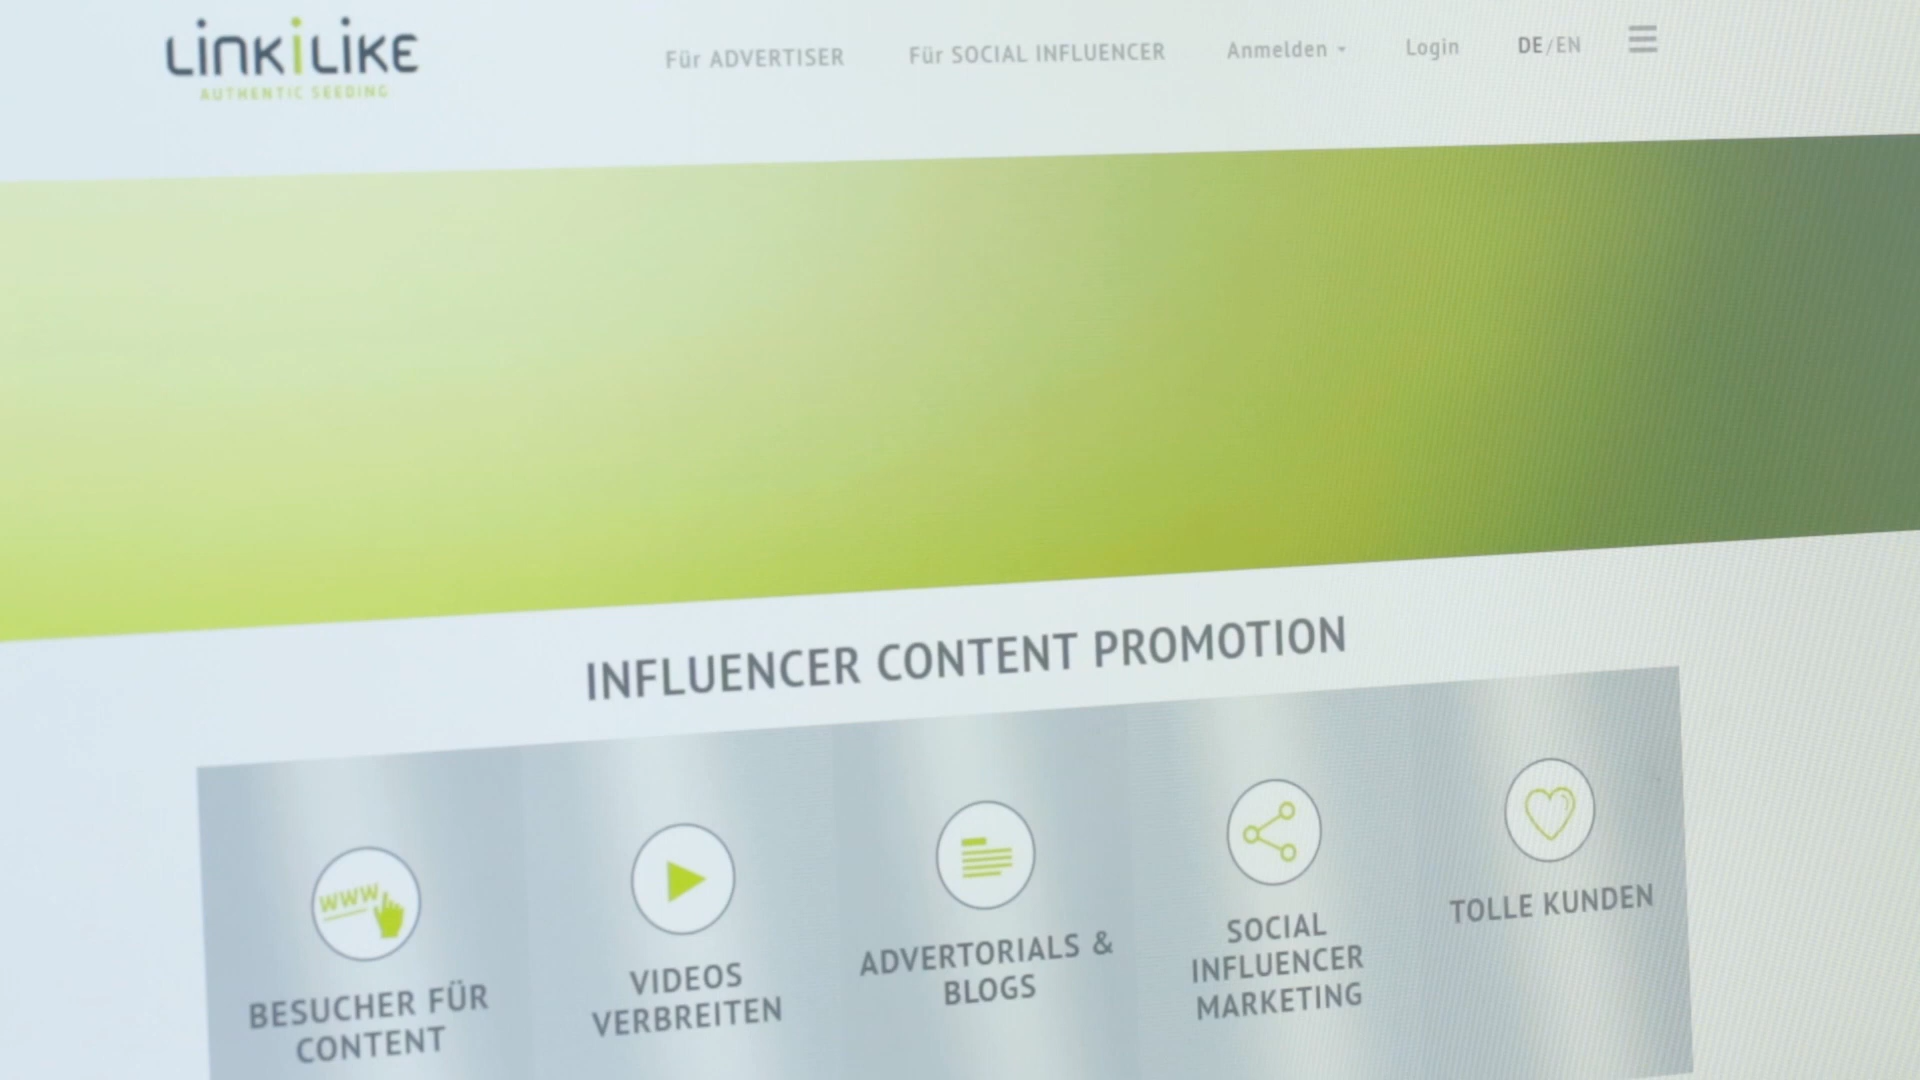 LINKILIKE
AUTHENTIC SEEDING
Für ADVERTISER
Für SOCIAL INFLUENCER
Anmelden
Login
DE/EN
INFLUENCER CONTENT PROMOTION
WWW
BESUCHER FÜR
CONTENT
VIDEOS
VERBREITEN
ADVERTORIALS &
BLOGS
SOCIAL
INFLUENCER
MARKETING
TOLLE KUNDEN